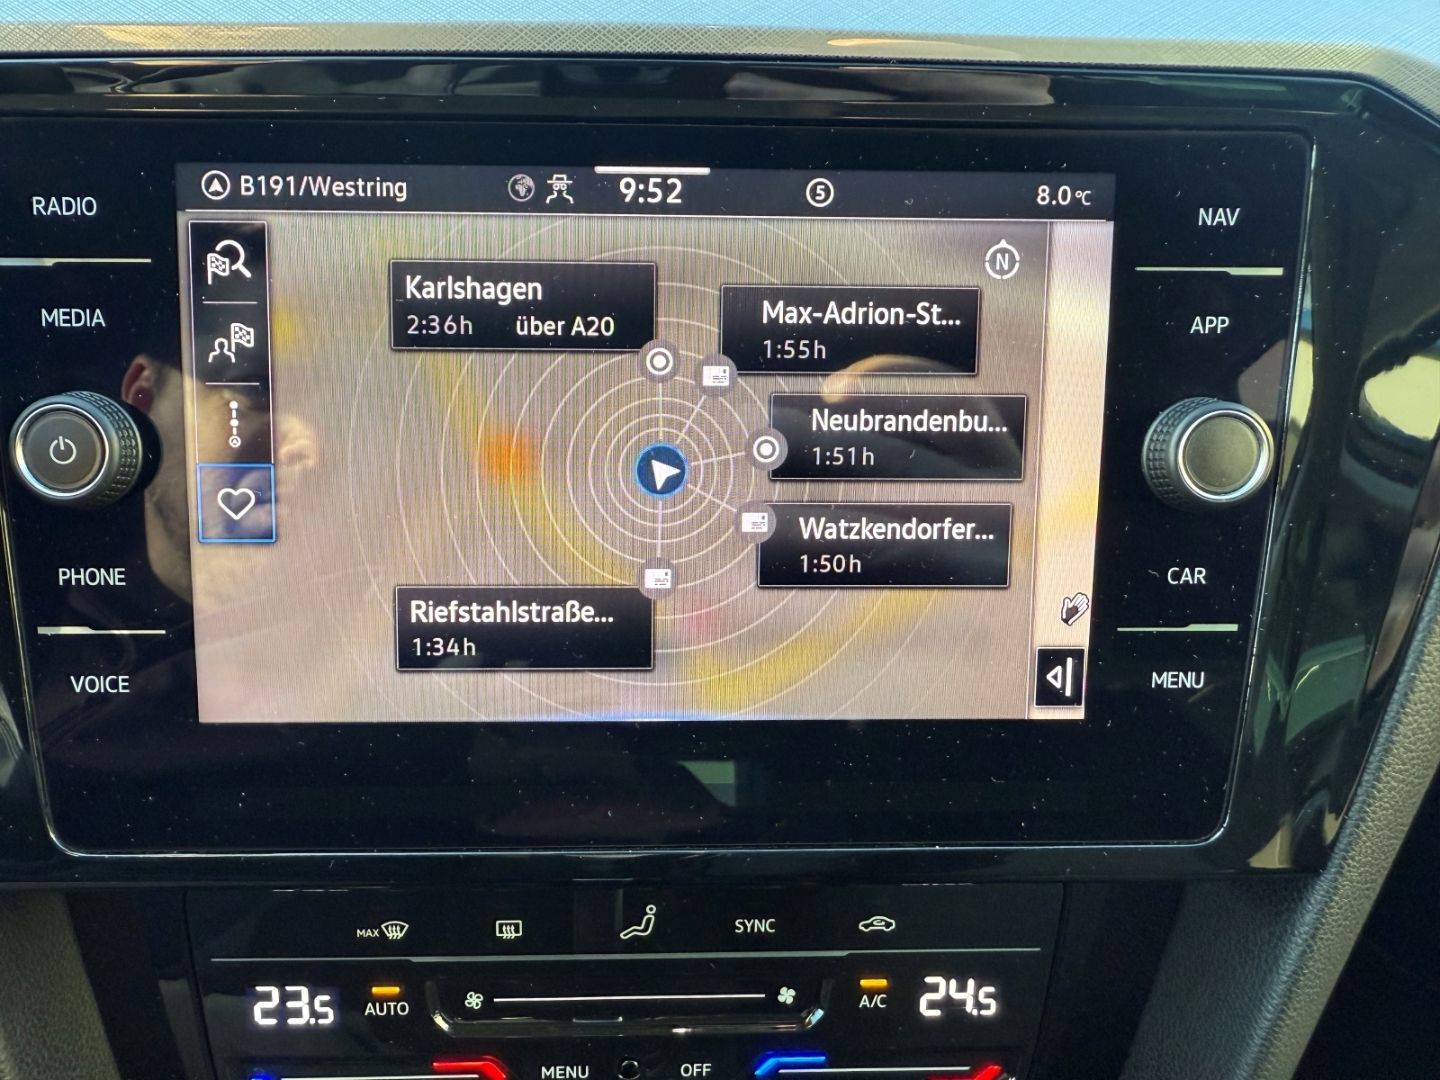 B191/Westring
9:52
5
8.0°C
RADIO
MEDIA
PHONE
VOICE
NAV
APP
CAR
MENU
N
Karlshagen
2:36h über A20
Max-Adrion-St...
1:55h
Neubrandenbu...
1:51h
Watzkendorfer...
1:50h
Riefstahlstraße...
1:34h
MAX
SYNC
23.5
AUTO
A/C
24.5
MENU
OFF